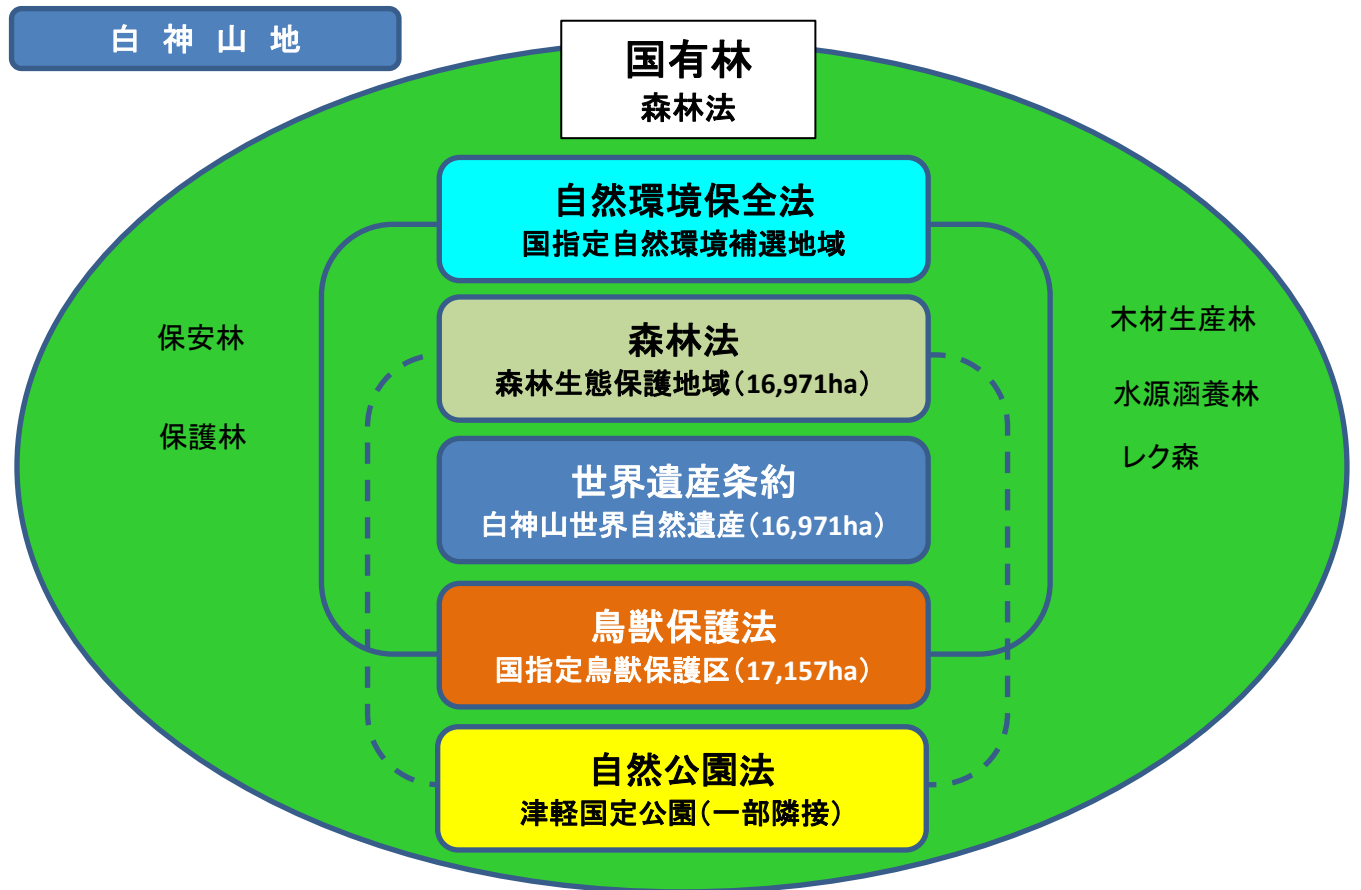 白 神 山 地
国有林
森林法
自然環境保全法
国指定自然環境補選地域
森林法
森林生態保護地域（16,971ha）
世界遺産条約
白神山世界自然遺産（16,971ha）
鳥獣保護法
国指定鳥獣保護区（17,157ha）
自然公園法
津軽国定公園（一部隣接）
保安林
保護林
木材生産林
水源涵養林
レク森